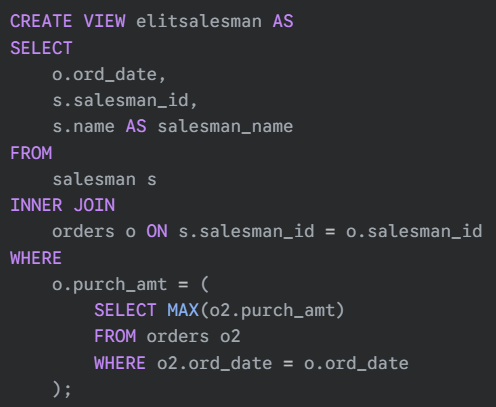 CREATE VIEW elitsalesman AS
SELECT
    o.ord_date,
    s.salesman_id,
    s.name AS salesman_name
FROM
    salesman s
INNER JOIN
    orders o ON s.salesman_id = o.salesman_id
WHERE
    o.purch_amt = (
        SELECT MAX(o2.purch_amt)
        FROM orders o2
        WHERE o2.ord_date = o.ord_date
    );